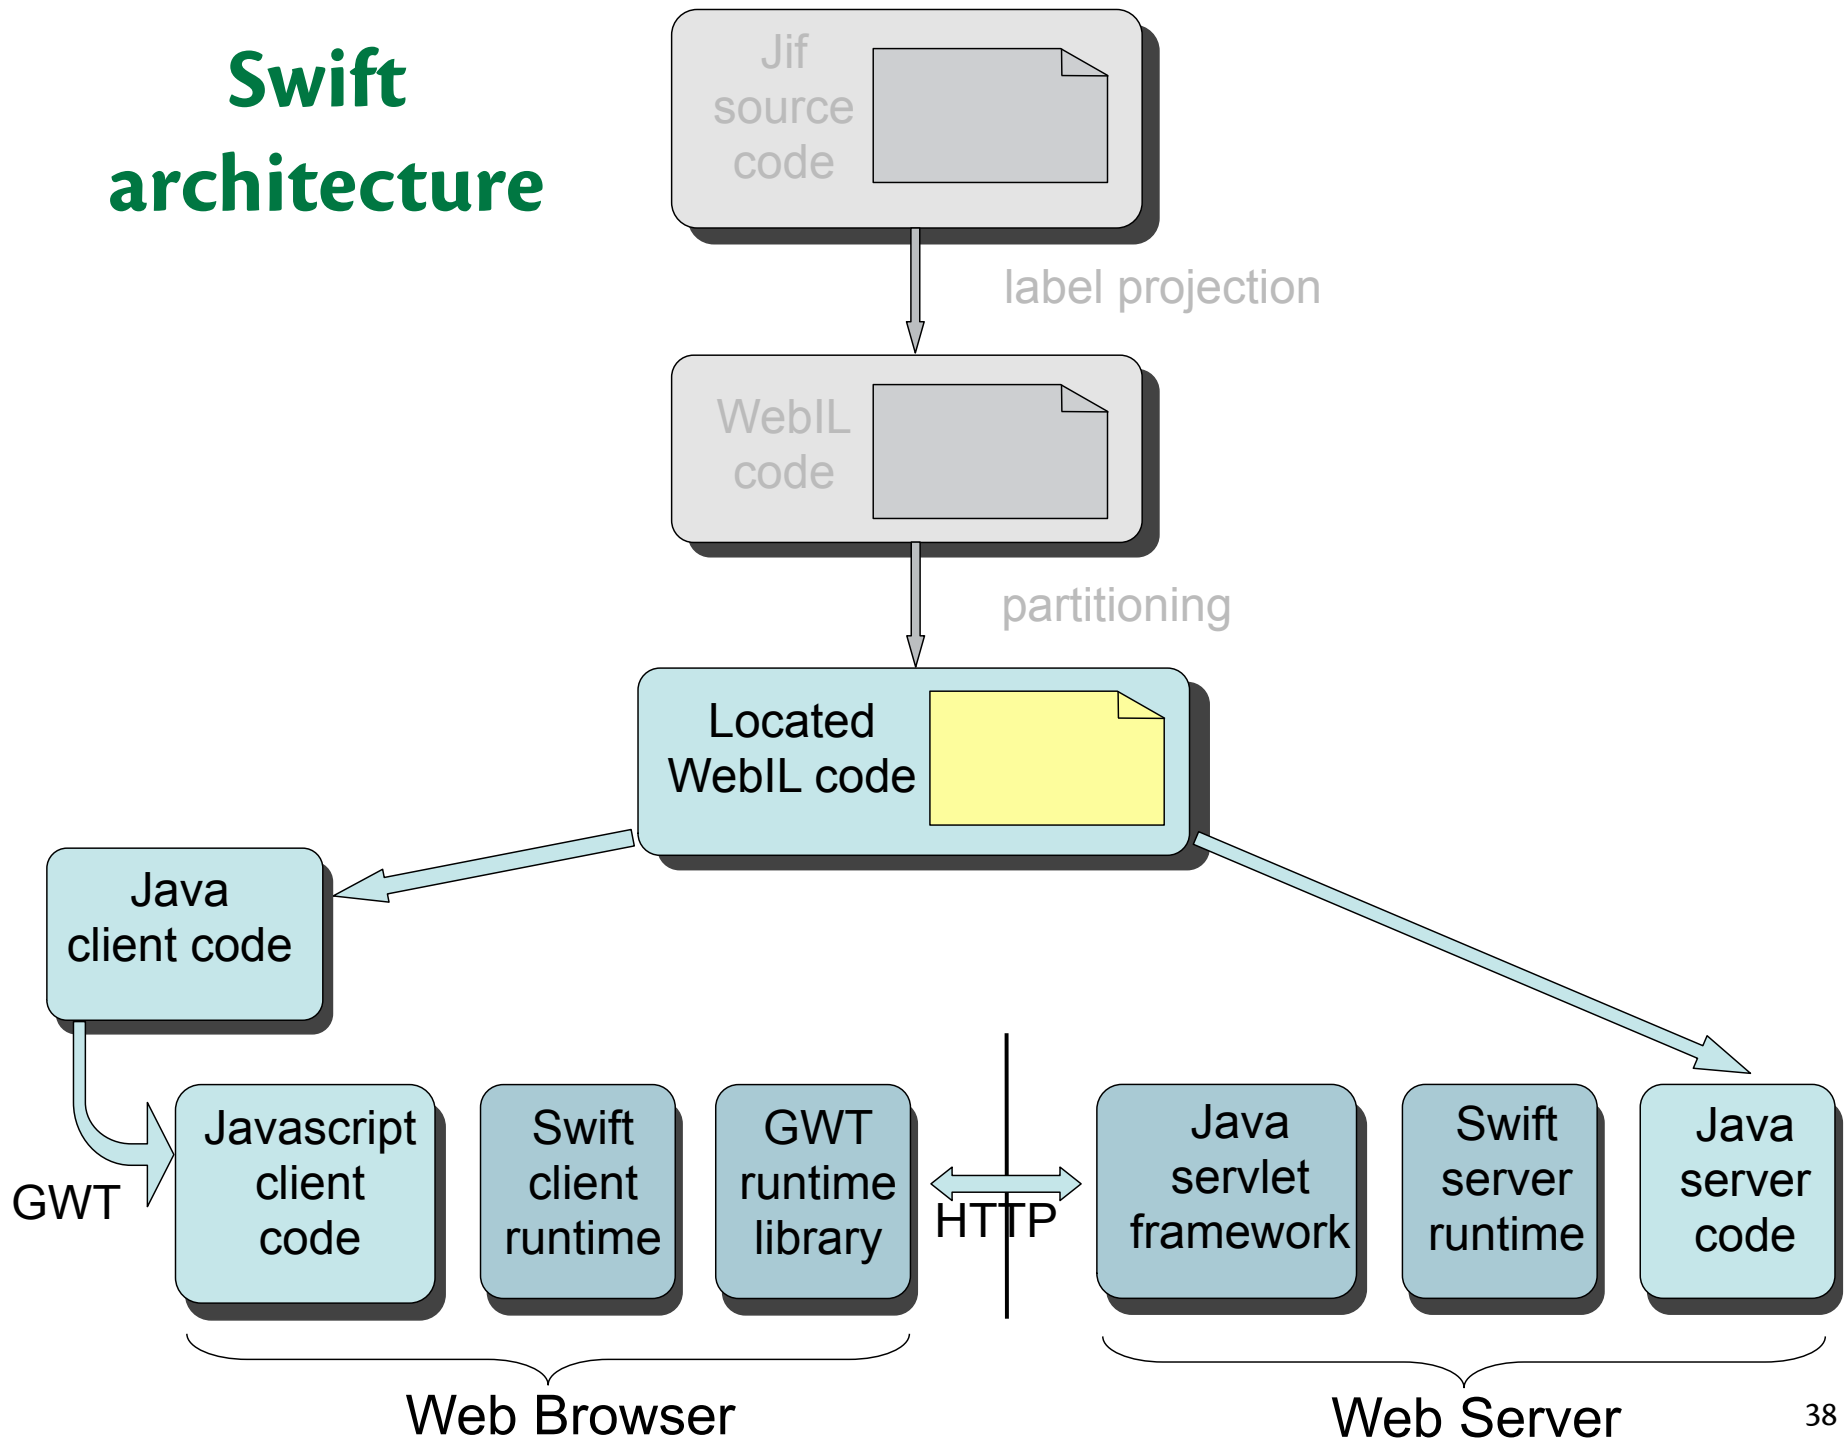 Swift
architecture
Jif
source
code
label projection
WebIL
code
partitioning
Located
WebIL code
Java
client code
GWT
Javascript
client
code
Swift
client
runtime
GWT
runtime
library
HTTP
Java
servlet
framework
Swift
server
runtime
Java
server
code
Web Browser
Web Server
38